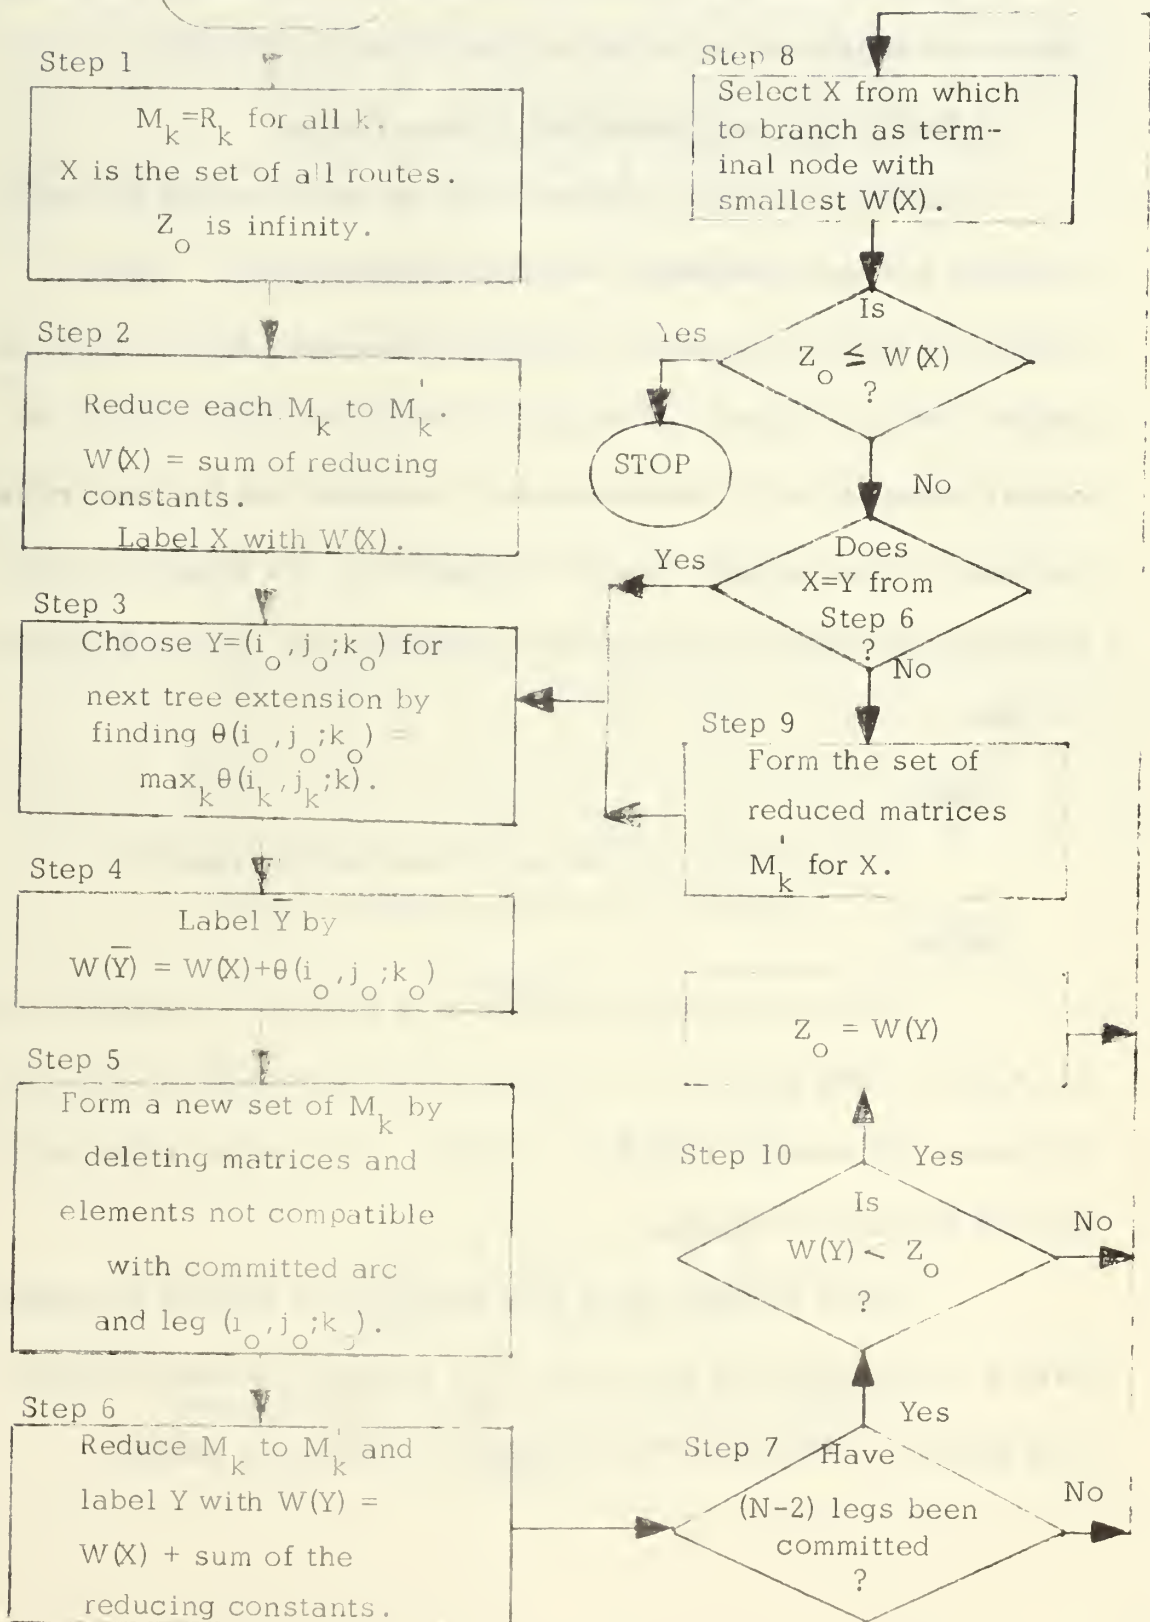 Step 1
M_k=R_k for all k.
X is the set of all routes.
Z_o is infinity.
Step 2
Reduce each M_k to M_k'.
W(X) = sum of reducing
constants.
Label X with W(X).
Step 3
Choose Y=(i_o,j_o;k_o) for
next tree extension by
finding θ(i_o,j_o;k_o) =
max_k θ(i_k,j_k;k).
Step 4
Label Y̅ by
W(Y̅) = W(X)+θ(i_o,j_o;k_o)
Step 5
Form a new set of M_k by
deleting matrices and
elements not compatible
with committed arc
and leg (i_o,j_o;k_o).
Step 6
Reduce M_k to M_k' and
label Y with W(Y) =
W(X) + sum of the
reducing constants.
Step 8
Select X from which
to branch as term-
inal node with
smallest W(X).
Is
Z_o ≤ W(X)
?
Yes
STOP
No
Does
X=Y from
Step 6
?
Yes
No
Step 9
Form the set of
reduced matrices
M_k' for X.
Z_o = W(Y)
Step 10
Yes
Is
W(Y) < Z_o
?
No
Yes
Step 7
Have
(N-2) legs been
committed
?
No